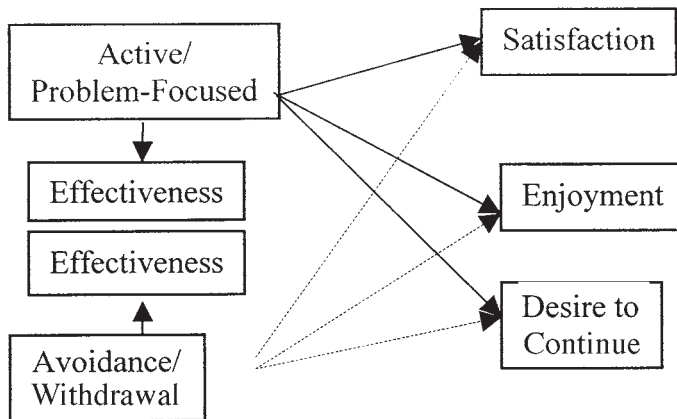 Active/
Problem-Focused
Effectiveness
Effectiveness
Avoidance/
Withdrawal
Satisfaction
Enjoyment
Desire to
Continue